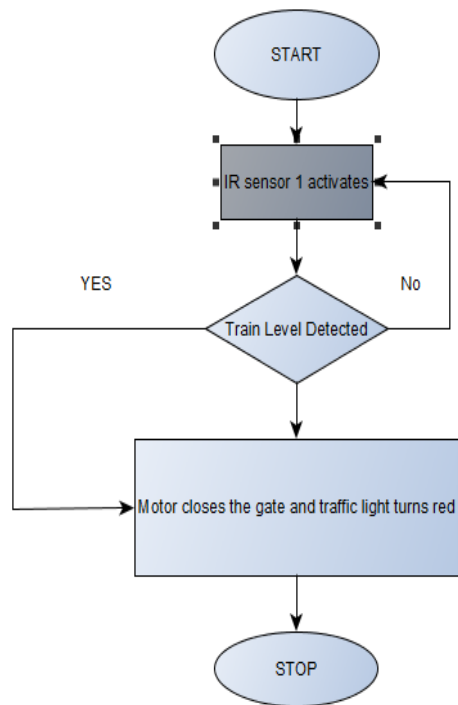 START
IR sensor 1 activates
YES
No
Train Level Detected
Motor closes the gate and traffic light turns red
STOP